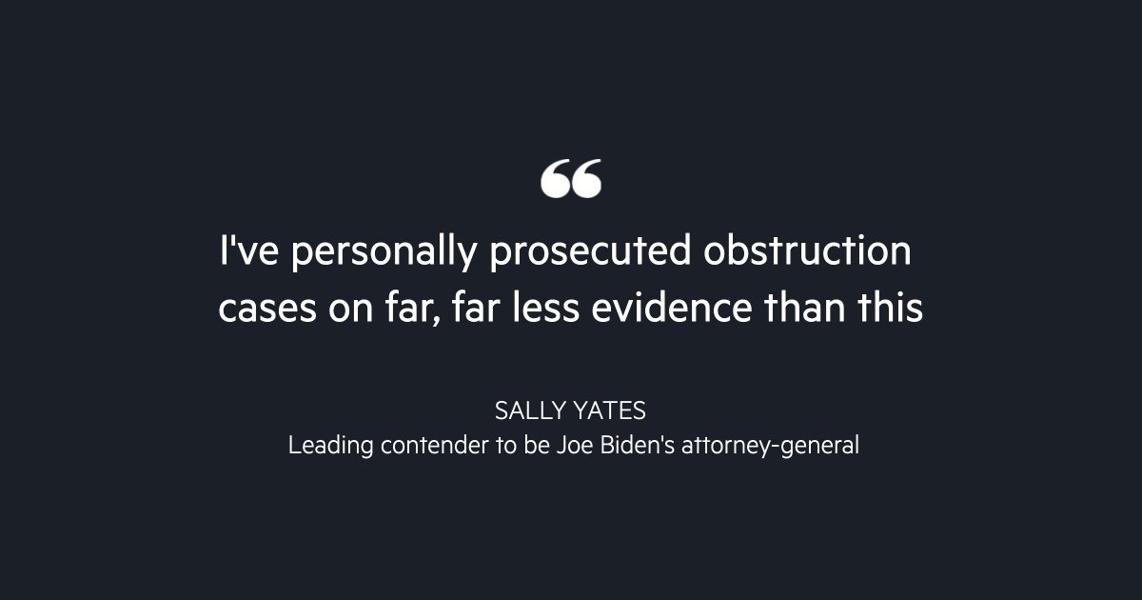 “
I've personally prosecuted obstruction
cases on far, far less evidence than this
SALLY YATES
Leading contender to be Joe Biden's attorney-general